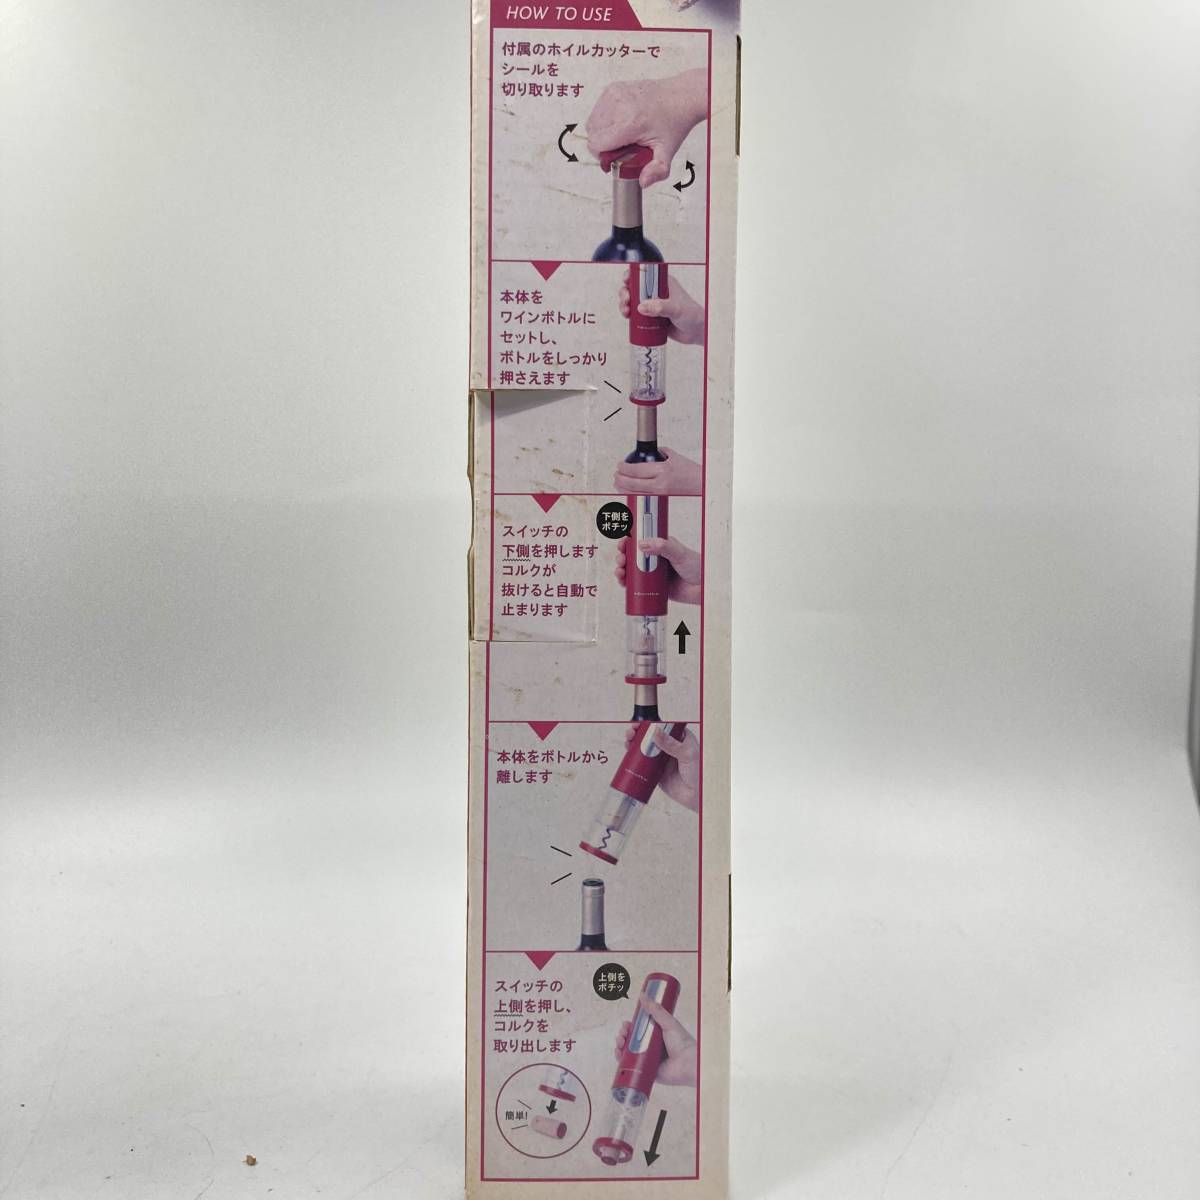 HOW TO USE
付属のホイルカッターで
シールを
切り取ります
本体を
ワインボトルに
セットし、
ボトルをしっかり
押さえます
スイッチの
下側を押します
コルクが
抜けると自動で
止まります
下側を
ポチッ
本体をボトルから
離します
スイッチの
上側を押し、
コルクを
取り出します
上側を
ポチッ
簡単!